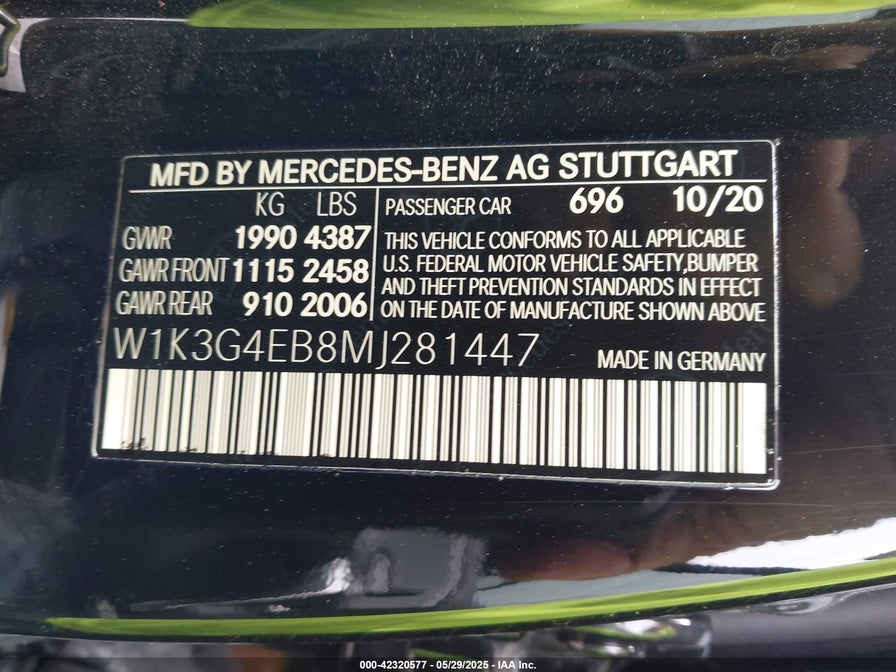 MFD BY MERCEDES-BENZ AG STUTTGART
KG LBS
GVWR 1990 4387
GAWR FRONT 1115 2458
GAWR REAR 910 2006
PASSENGER CAR 696 10/20
THIS VEHICLE CONFORMS TO ALL APPLICABLE
U.S. FEDERAL MOTOR VEHICLE SAFETY,BUMPER
AND THEFT PREVENTION STANDARDS IN EFFECT
ON THE DATE OF MANUFACTURE SHOWN ABOVE
W1K3G4EB8MJ281447
MADE IN GERMANY
000-42320577 - 05/29/2025 - IAA Inc.